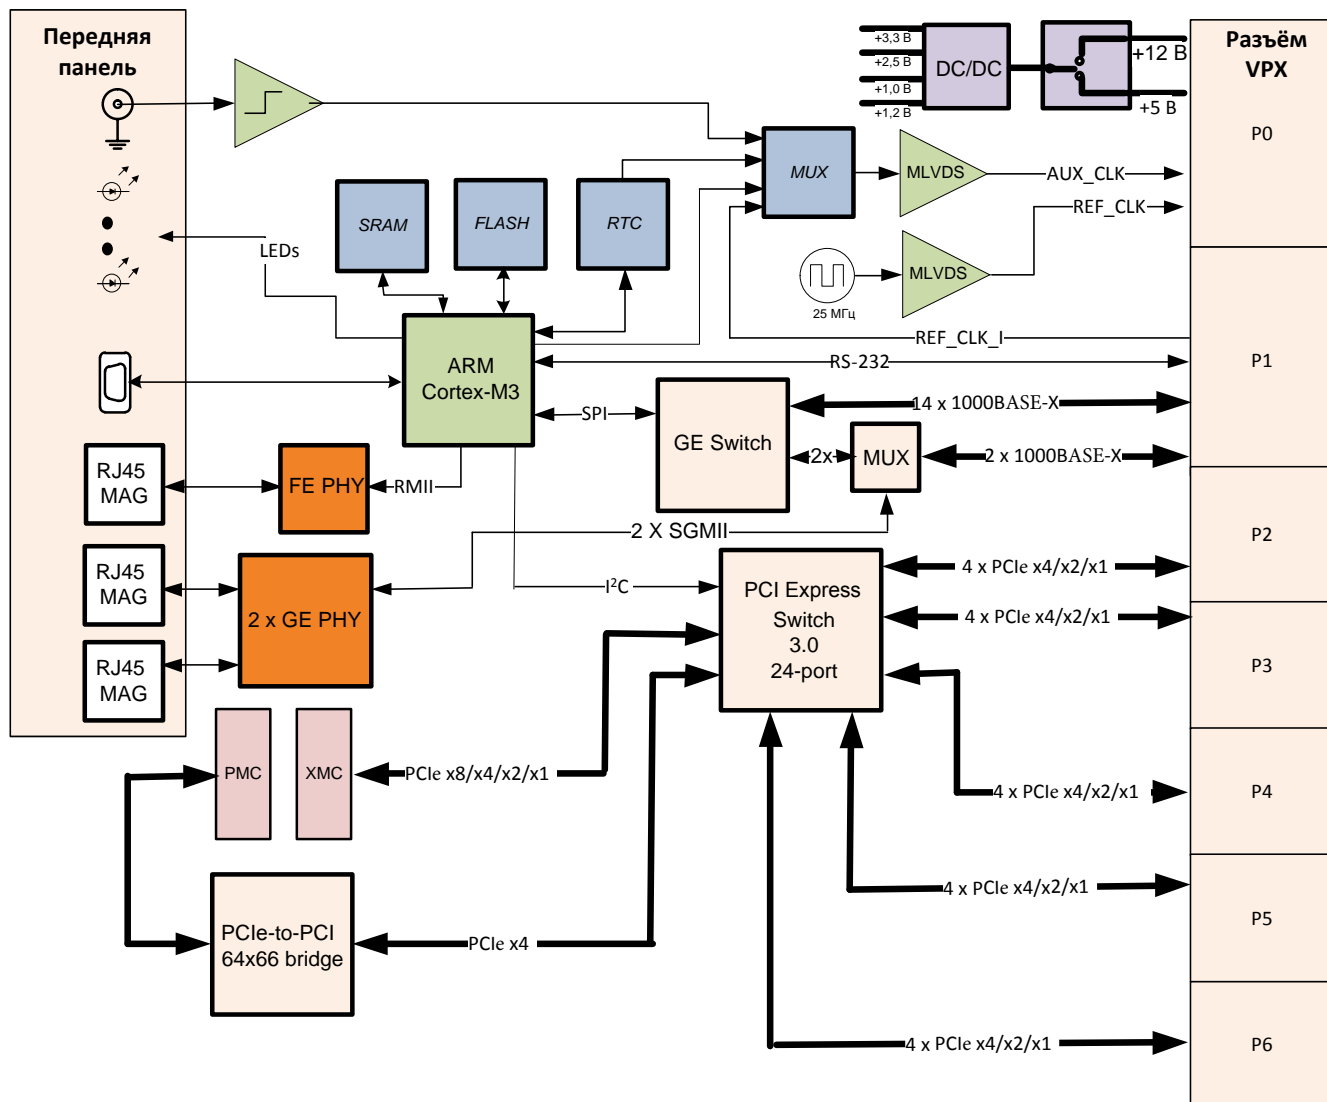 Передняя
панель
+3,3 В
+2,5 В
+1,0 В
+1,2 В
DC/DC
+12 В
+5 В
Разъём
VPX
P0
MUX
MLVDS
AUX_CLK
REF_CLK
SRAM
FLASH
RTC
LEDs
MLVDS
25 МГц
REF_CLK_I
RS-232
P1
ARM
Cortex-M3
SPI
GE Switch
14 x 1000BASE-X
2x
MUX
2 x 1000BASE-X
RJ45
MAG
FE PHY
RMII
2 X SGMII
P2
RJ45
MAG
2 x GE PHY
I²C
PCI Express
Switch
3.0
24-port
4 x PCIe x4/x2/x1
4 x PCIe x4/x2/x1
RJ45
MAG
P3
PMC
XMC
PCIe x8/x4/x2/x1
4 x PCIe x4/x2/x1
P4
4 x PCIe x4/x2/x1
P5
PCIe-to-PCI
64x66 bridge
PCIe x4
4 x PCIe x4/x2/x1
P6